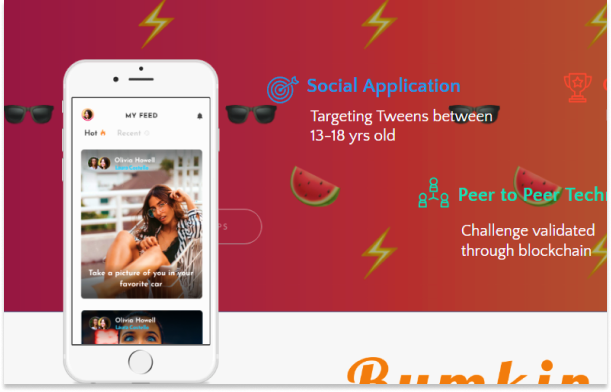 Social Application
Targeting Tweens between
13-18 yrs old
MY FEED
Hot
Recent
Olivia Howell
Take a picture of you in your
favorite car
Olivia Howell
PS
Peer to Peer Techn
Challenge validated
through blockchain
Bumkin